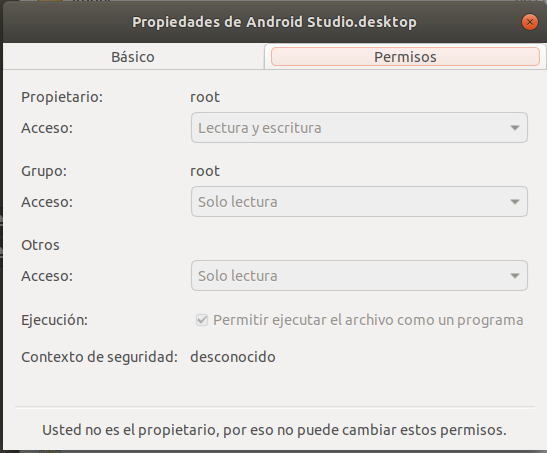 Propiedades de Android Studio.desktop
Básico
Permisos
Propietario: root
Acceso: Lectura y escritura
Grupo: root
Acceso: Solo lectura
Otros
Acceso: Solo lectura
Ejecución: Permitir ejecutar el archivo como un programa
Contexto de seguridad: desconocido
Usted no es el propietario, por eso no puede cambiar estos permisos.